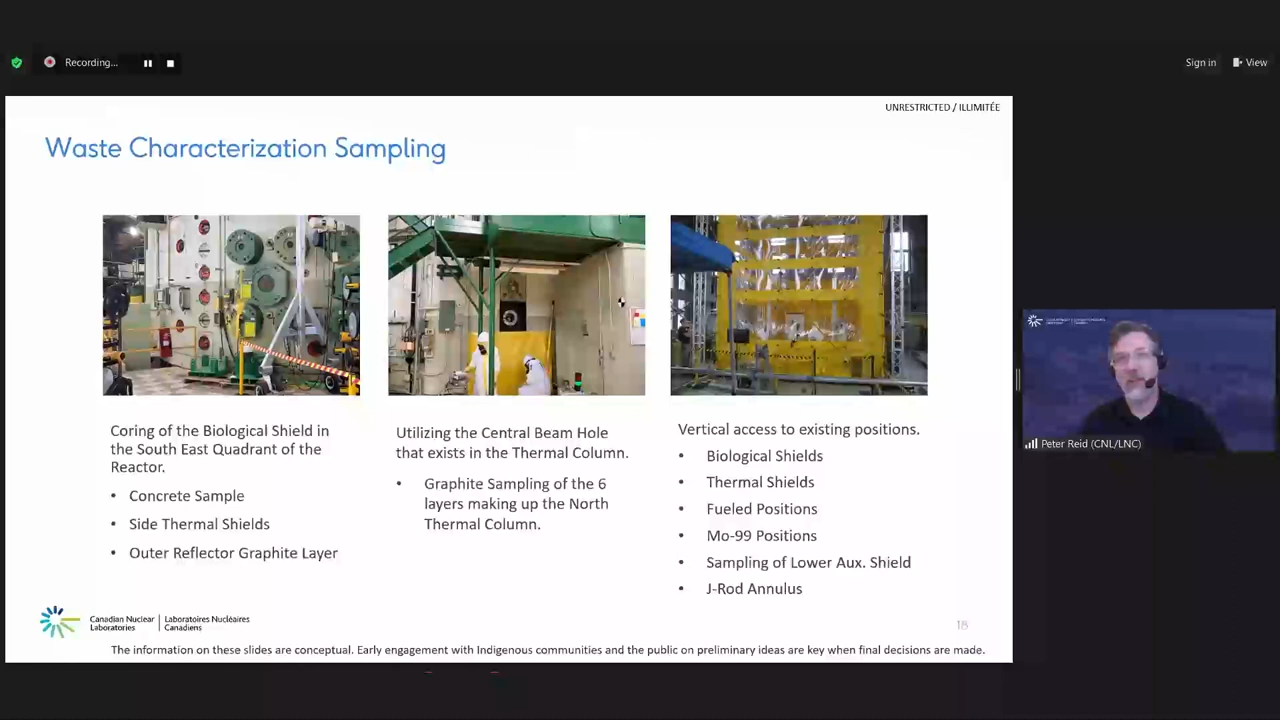 Recording...
Sign in
View
UNRESTRICTED / ILLIMITÉE
Waste Characterization Sampling
Coring of the Biological Shield in
the South East Quadrant of the
Reactor.
• Concrete Sample
• Side Thermal Shields
• Outer Reflector Graphite Layer
Utilizing the Central Beam Hole
that exists in the Thermal Column.
• Graphite Sampling of the 6
layers making up the North
Thermal Column.
Vertical access to existing positions.
• Biological Shields
• Thermal Shields
• Fueled Positions
• Mo-99 Positions
• Sampling of Lower Aux. Shield
• J-Rod Annulus
Peter Reid (CNL/LNC)
Canadian Nuclear | Laboratoires Nucléaires
Laboratories | Canadiens
18
The information on these slides are conceptual. Early engagement with Indigenous communities and the public on preliminary ideas are key when final decisions are made.